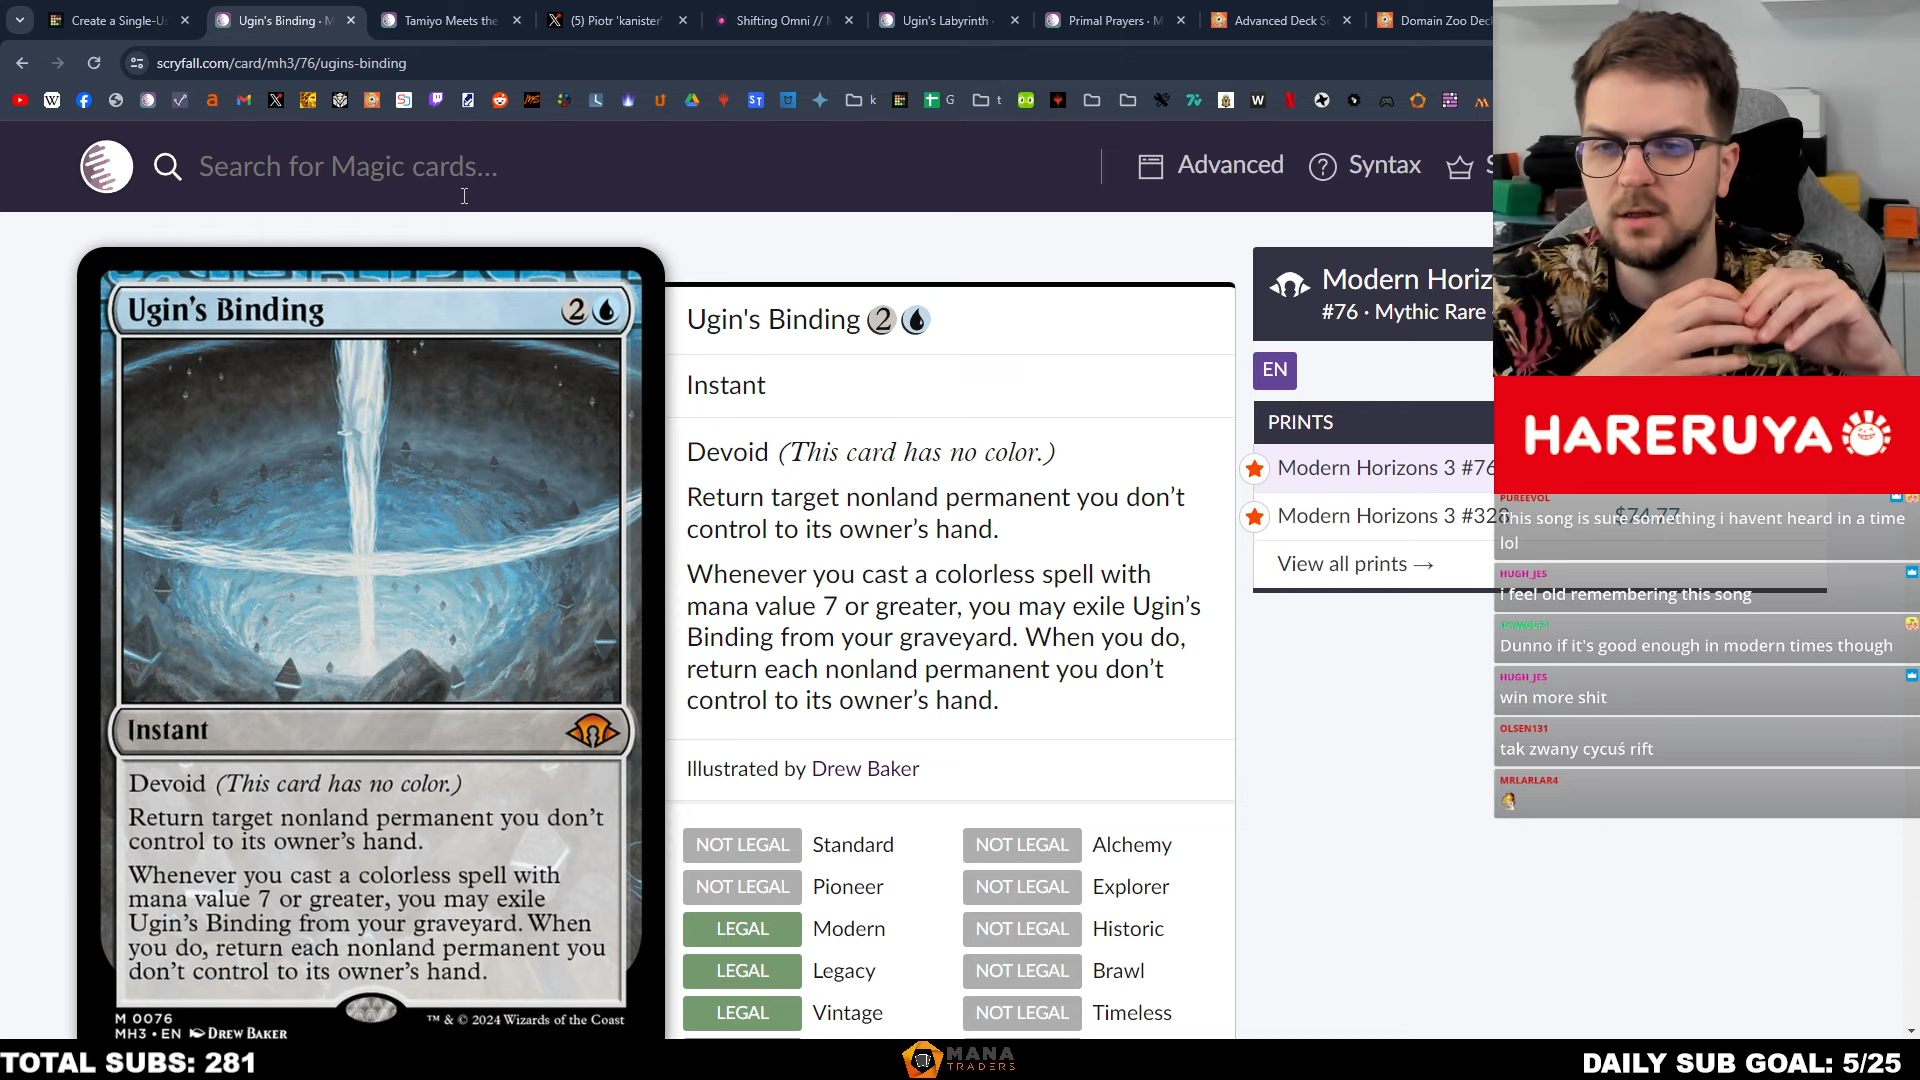 Create a Single-Us
Ugin's Binding · M
Tamiyo Meets the
(5) Piotr 'kanister'
Shifting Omni // M
Ugin's Labyrinth ·
Primal Prayers · M
Advanced Deck Se
Domain Zoo Dec
scryfall.com/card/mh3/76/ugins-binding
k
G
t
Search for Magic cards...
Advanced
Syntax
S
Ugin's Binding
2
Instant
Devoid (This card has no color.)
Return target nonland permanent you don't
control to its owner's hand.
Whenever you cast a colorless spell with
mana value 7 or greater, you may exile
Ugin's Binding from your graveyard. When
you do, return each nonland permanent you
don't control to its owner's hand.
M 0076
MH3 • EN DREW BAKER
™ & © 2024 Wizards of the Coast
Ugin's Binding 2
Instant
Devoid (This card has no color.)
Return target nonland permanent you don’t
control to its owner’s hand.
Whenever you cast a colorless spell with
mana value 7 or greater, you may exile Ugin’s
Binding from your graveyard. When you do,
return each nonland permanent you don’t
control to its owner’s hand.
Illustrated by Drew Baker
NOT LEGAL Standard
NOT LEGAL Alchemy
NOT LEGAL Pioneer
NOT LEGAL Explorer
LEGAL Modern
NOT LEGAL Historic
LEGAL Legacy
NOT LEGAL Brawl
LEGAL Vintage
NOT LEGAL Timeless
Modern Horiz
#76 · Mythic Rare
EN
PRINTS
Modern Horizons 3 #76
Modern Horizons 3 #328
$74.77
View all prints →
HARERUYA
PUREEVOL
This song is sure something i havent heard in a time
lol
HUGH_JES
i feel old remembering this song
Dunno if it's good enough in modern times though
HUGH_JES
win more shit
OLSEN131
tak zwany cycuś rift
MRLARLAR4
TOTAL SUBS: 281
MANA
TRADERS
DAILY SUB GOAL: 5/25